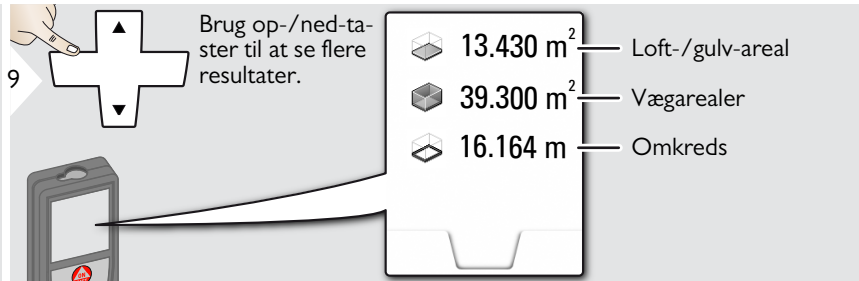 9
Brug op-/ned-ta-
ster til at se flere
resultater.
13.430 m² Loft-/gulv-areal
39.300 m² Vægarealer
16.164 m Omkreds
ON